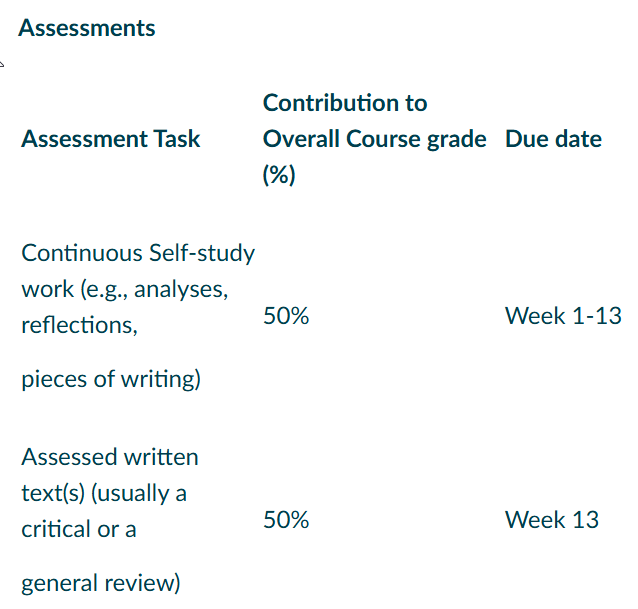 Assessments
Contribution to
Assessment Task Overall Course grade Due date
(%)
Continuous Self-study
work (e.g., analyses,
reflections,
50% Week 1-13
pieces of writing)
Assessed written
text(s) (usually a
critical or a
50% Week 13
general review)